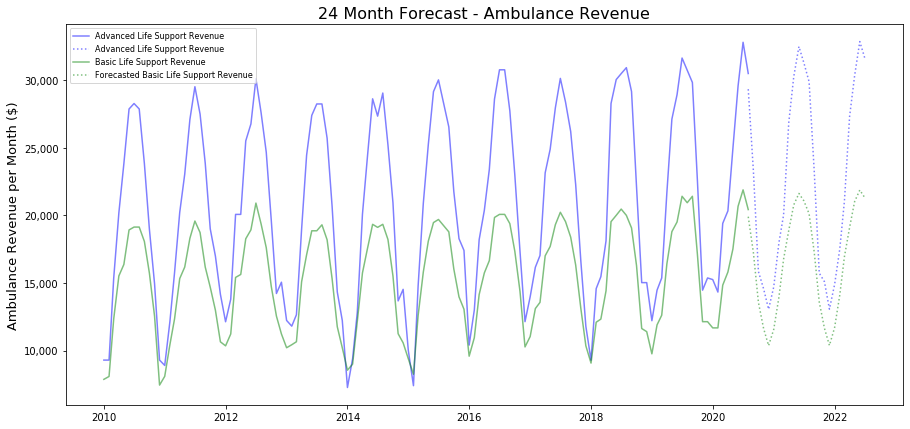 24 Month Forecast - Ambulance Revenue
Advanced Life Support Revenue
Advanced Life Support Revenue
Basic Life Support Revenue
Forecasted Basic Life Support Revenue
Ambulance Revenue per Month ($)
30,000
25,000
20,000
15,000
10,000
2010
2012
2014
2016
2018
2020
2022